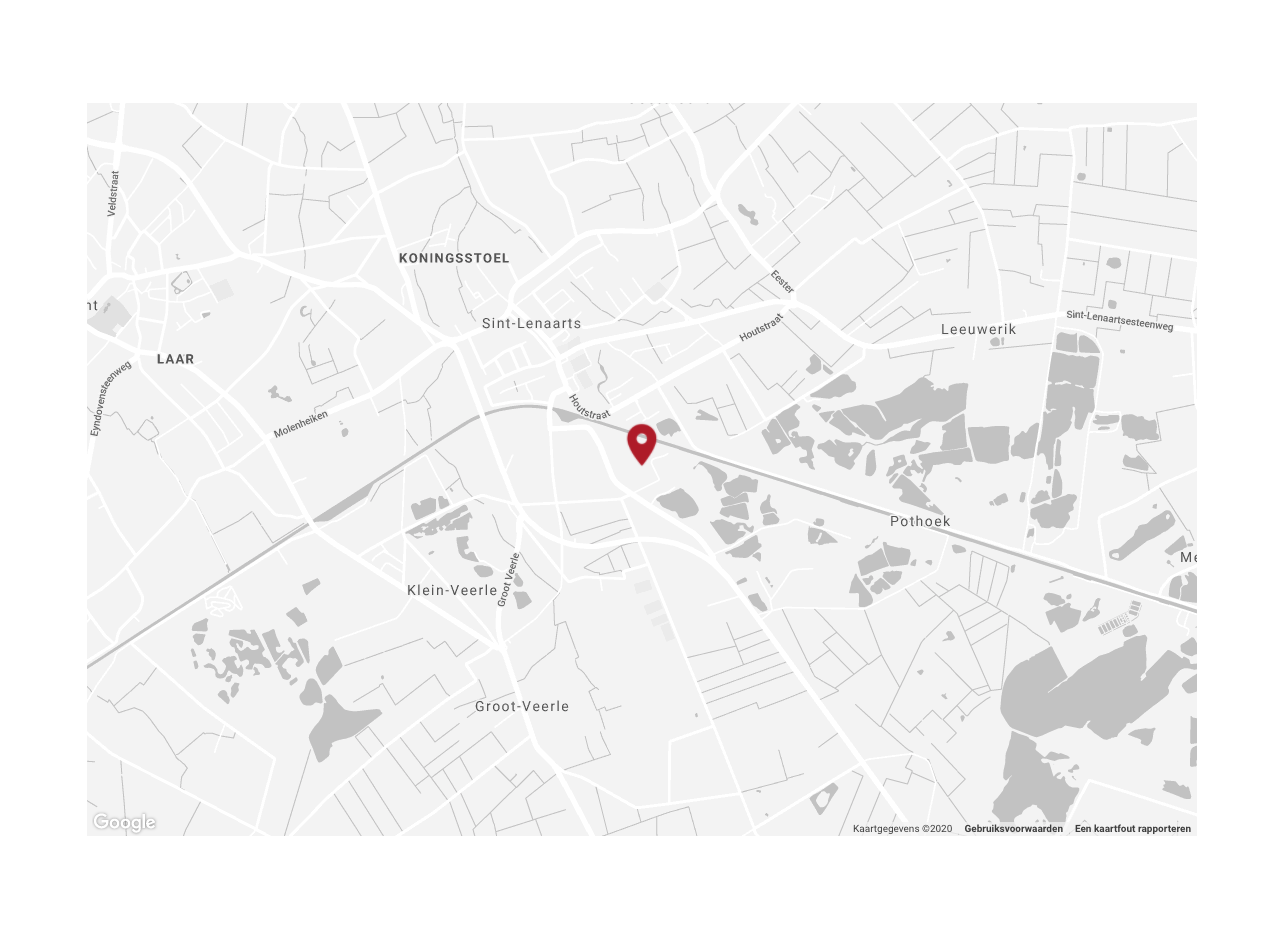 Veldstraat
KONINGSSTOEL
Eester
nt
Sint-Lenaarts
Houtstraat
Leeuwerik
Sint-Lenaartsesteenweg
LAAR
Eyndovensteenweg
Molenheiken
Houtstraat
Pothoek
Me
Klein-Veerle
Groot Veerle
Groot-Veerle
Google
Kaartgegevens ©2020 Gebruiksvoorwaarden Een kaartfout rapporteren